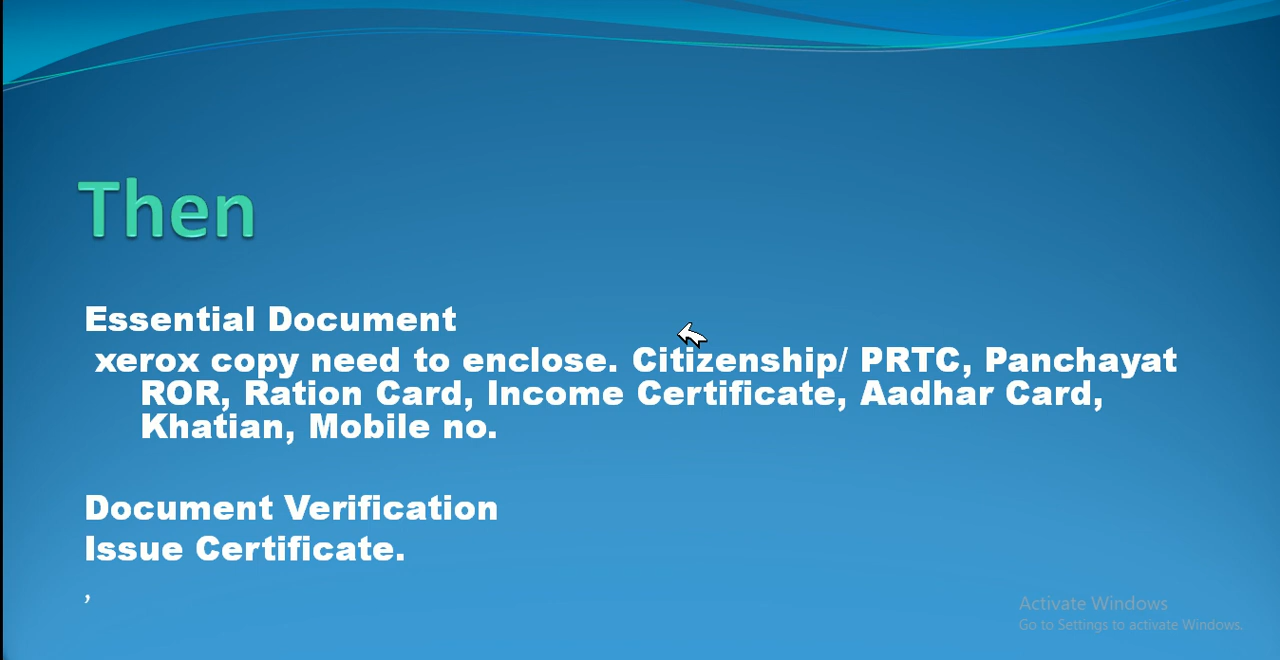 Then
Essential Document
xerox copy need to enclose. Citizenship/ PRTC, Panchayat
ROR, Ration Card, Income Certificate, Aadhar Card,
Khatian, Mobile no.
Document Verification
Issue Certificate.
,
Activate Windows
Go to Settings to activate Windows.